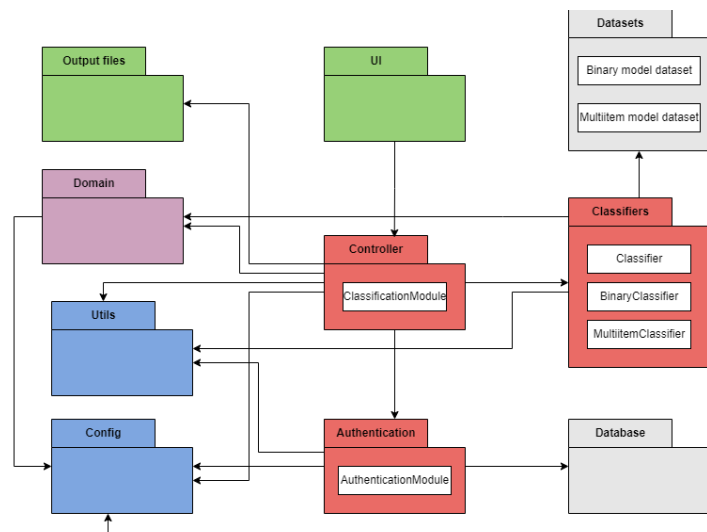 Datasets
Binary model dataset
Multiitem model dataset
Output files
UI
Domain
Classifiers
Classifier
BinaryClassifier
MultiitemClassifier
Controller
ClassificationModule
Utils
Config
Authentication
AuthenticationModule
Database